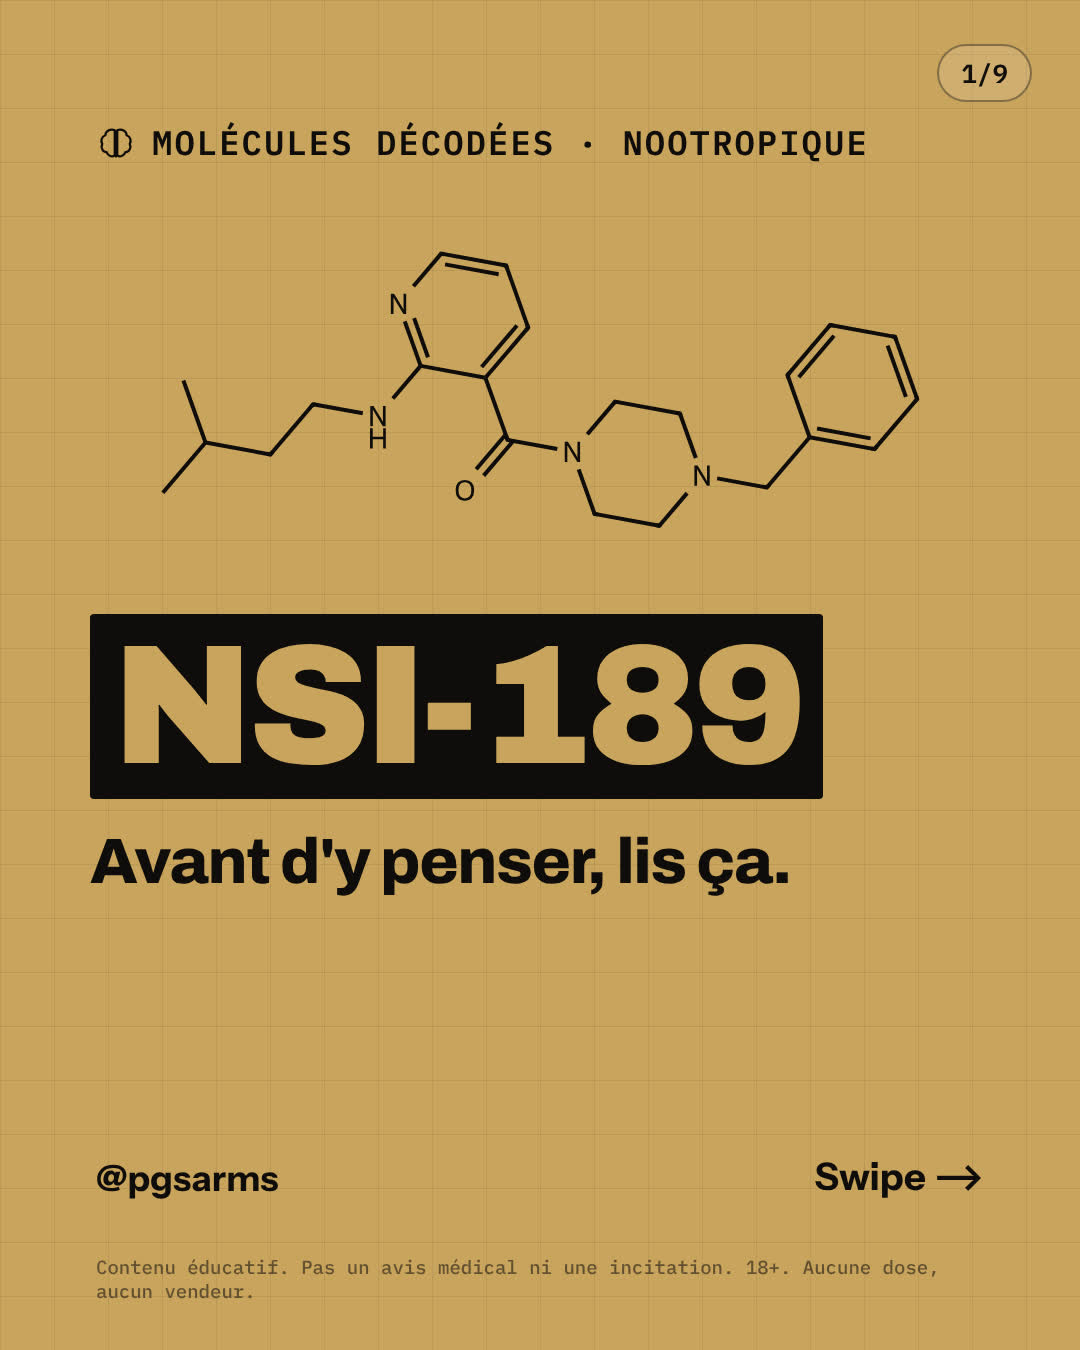 1/9
MOLÉCULES DÉCODÉES · NOOTROPIQUE
N
N
H
O
N
N
NSI-189
Avant d'y penser, lis ça.
@pgsarms
Swipe →
Contenu éducatif. Pas un avis médical ni une incitation. 18+. Aucune dose,
aucun vendeur.